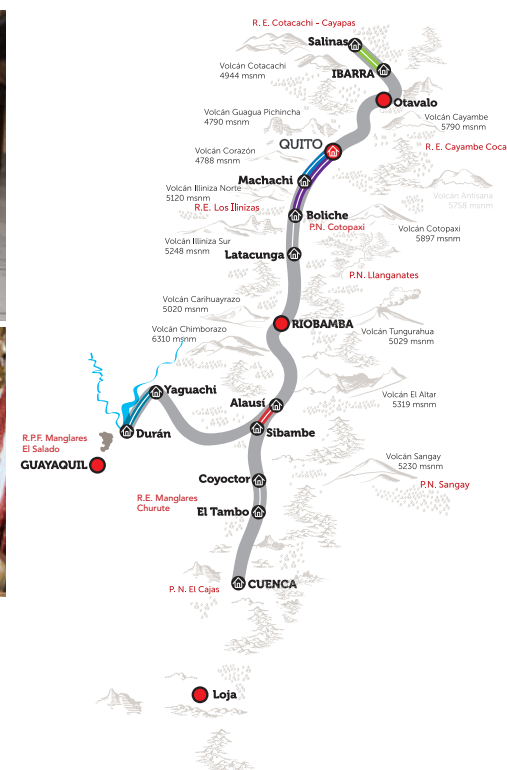 R. E. Cotacachi - Cayapas
Salinas
Volcán Cotacachi
4944 msnm
IBARRA
Otavalo
Volcán Guagua Pichincha
4790 msnm
Volcán Cayambe
5790 msnm
QUITO
R. E. Cayambe Coca
Volcán Corazón
4788 msnm
Machachi
Volcán Illiniza Norte
5120 msnm
Volcán Antisana
5758 msnm
R.E. Los Ilinizas
Boliche
P.N. Cotopaxi
Volcán Cotopaxi
5897 msnm
Volcán Illiniza Sur
5248 msnm
Latacunga
P.N. Llanganates
Volcán Carihuayrazo
5020 msnm
RIOBAMBA
Volcán Chimborazo
6310 msnm
Volcán Tungurahua
5029 msnm
Yaguachi
Alausí
Volcán El Altar
5319 msnm
Durán
Sibambe
R.P.F. Manglares
El Salado
GUAYAQUIL
Volcán Sangay
5230 msnm
Coyoctor
P.N. Sangay
R.E. Manglares
Churute
El Tambo
P. N. El Cajas
CUENCA
Loja